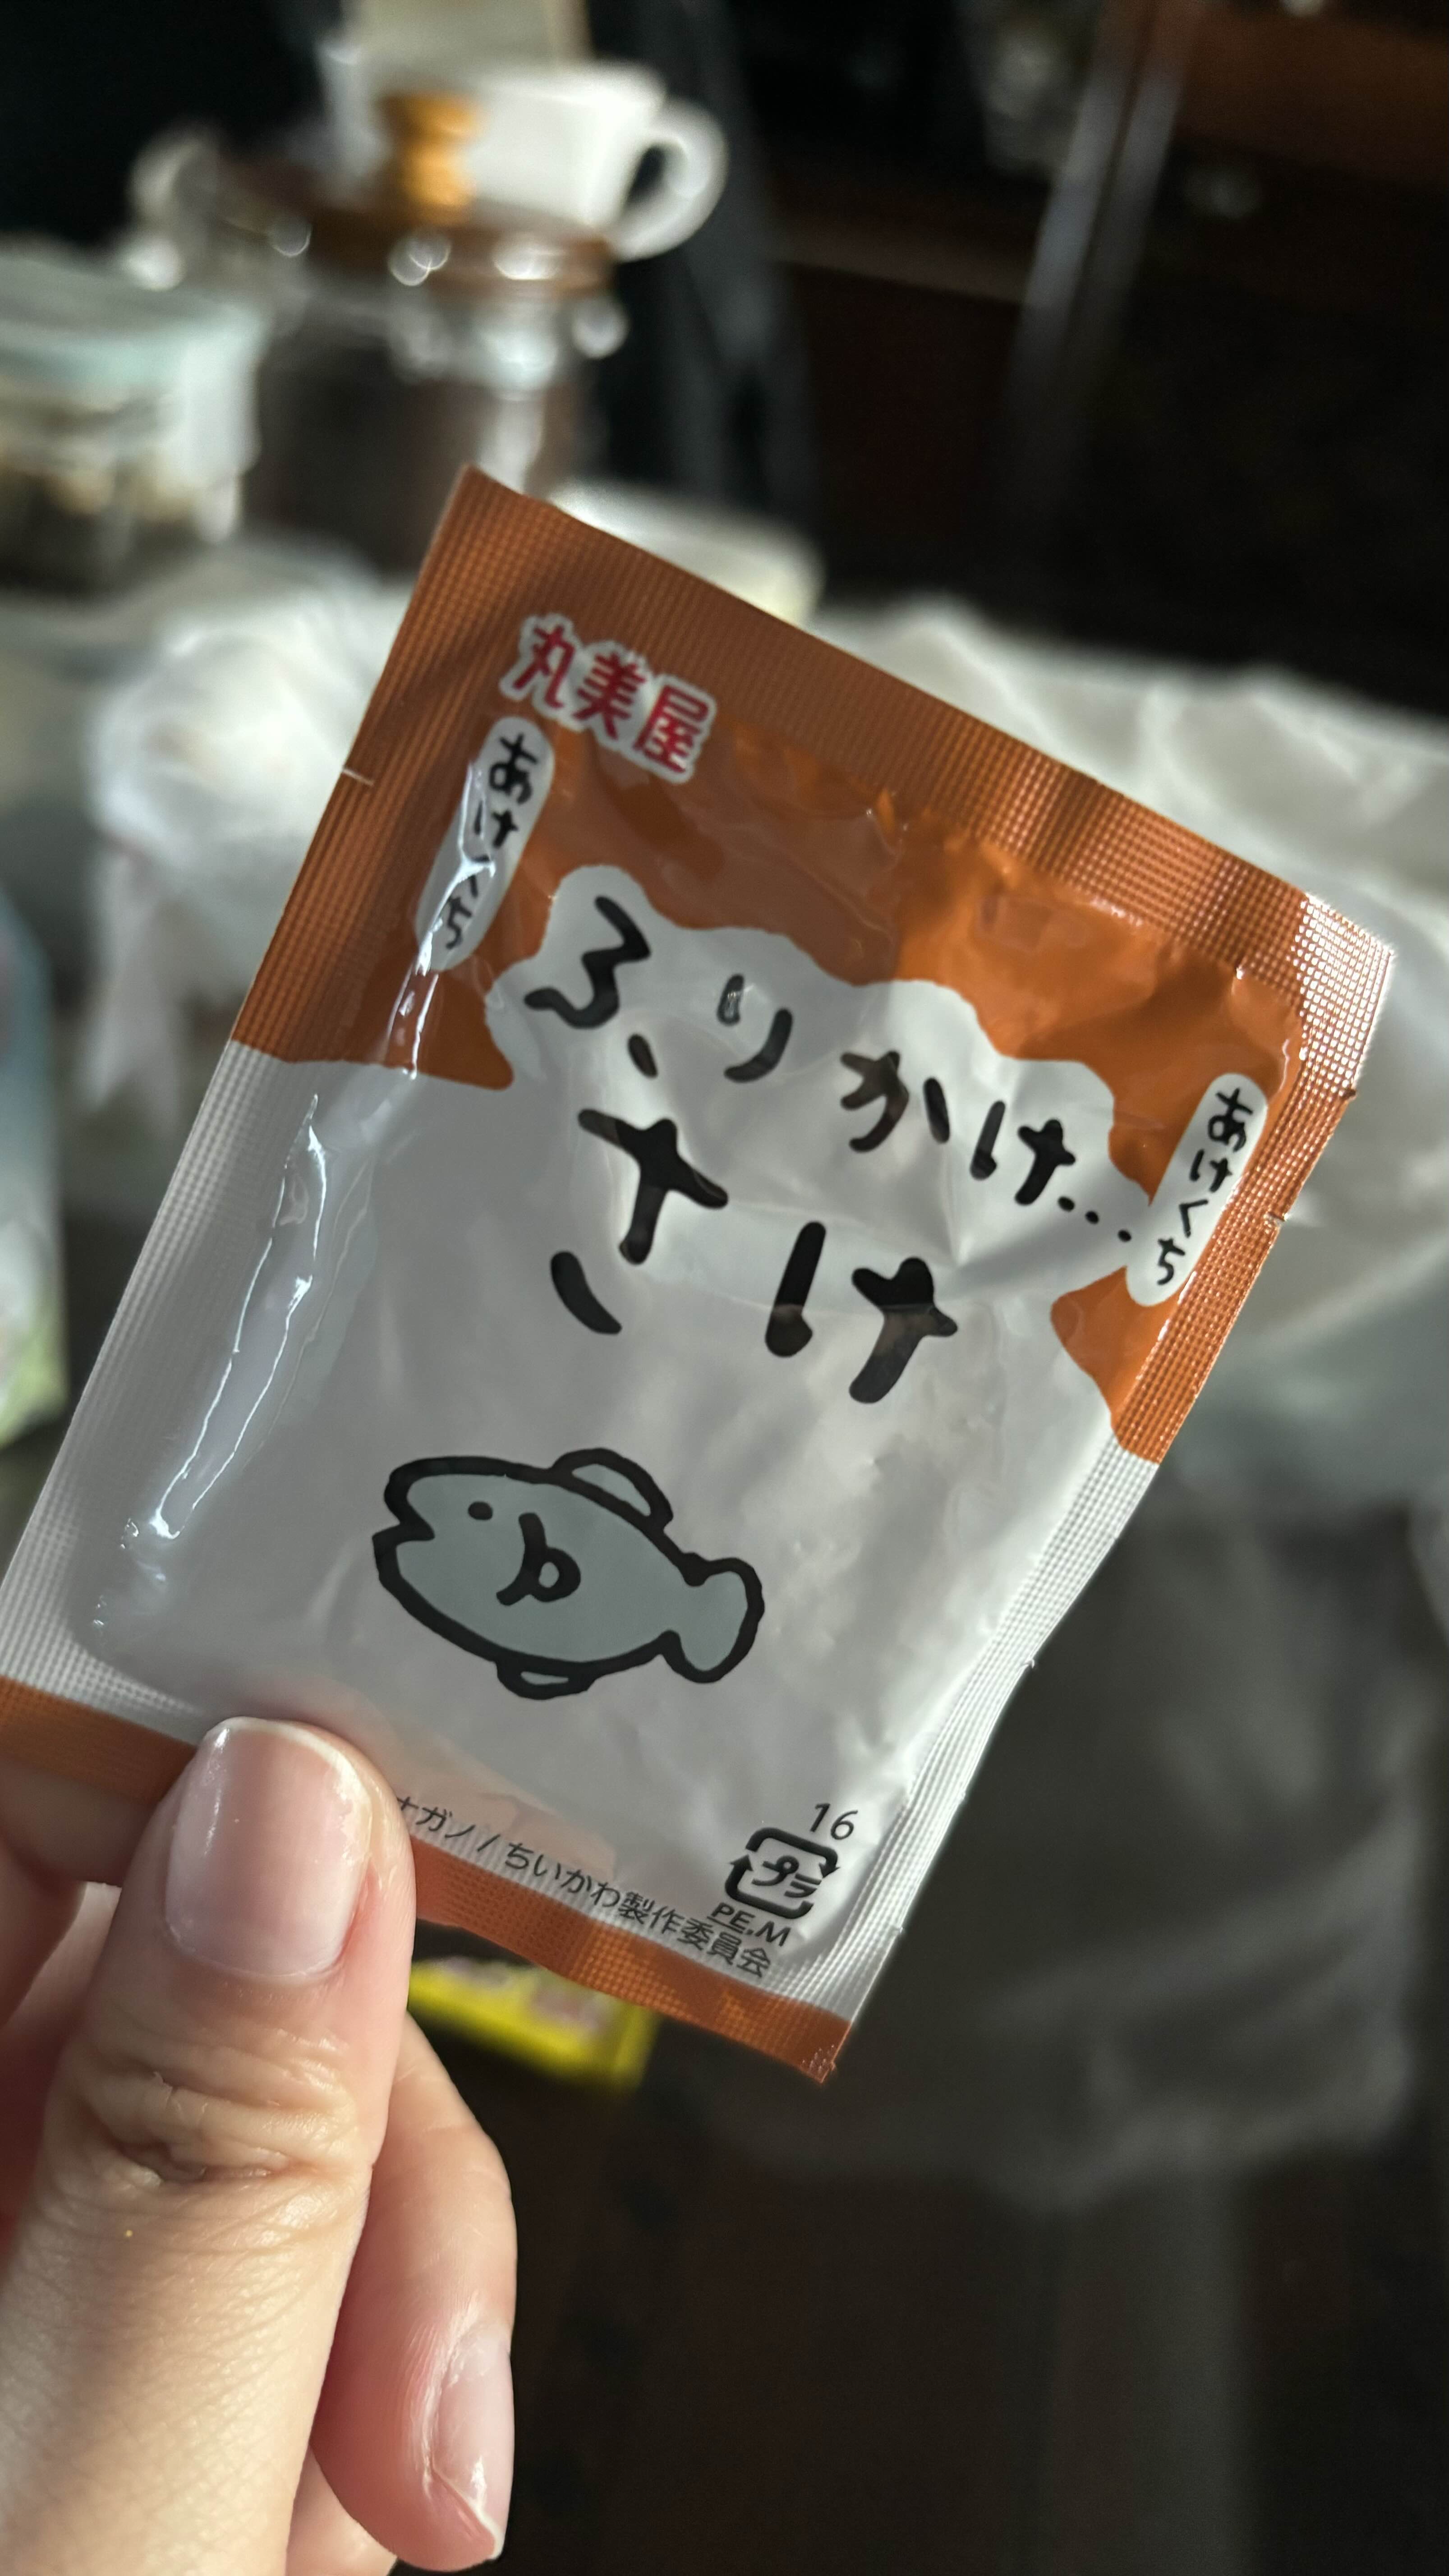 丸美屋
あけくち
ふりかけ...
さけ
あけくち
16
プラ
PE,M
ナガノ / ちいかわ製作委員会